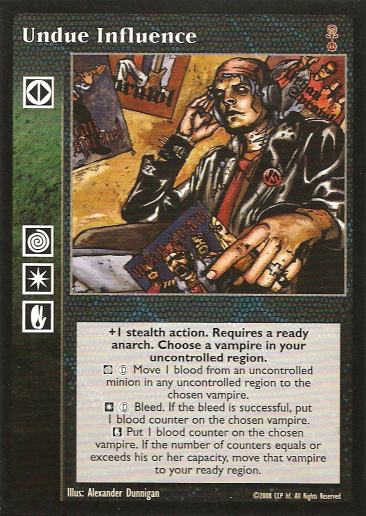 Undue Influence
+1 stealth action. Requires a ready
anarch. Choose a vampire in your
uncontrolled region.
Ⓓ Move 1 blood from an uncontrolled
minion in any uncontrolled region to the
chosen vampire.
Ⓓ Bleed. If the bleed is successful, put
1 blood counter on the chosen vampire.
Put 1 blood counter on the chosen
vampire. If the number of counters equals or
exceeds his or her capacity, move that vampire
to your ready region.
Illus: Alexander Dunnigan
©2008 CCP hf. All Rights Reserved